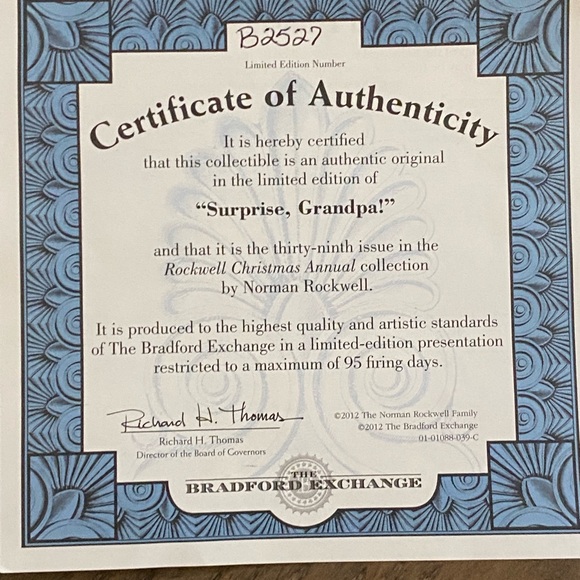 B2527
Limited Edition Number
Certificate of Authenticity
It is hereby certified
that this collectible is an authentic original
in the limited edition of
“Surprise, Grandpa!”
and that it is the thirty-ninth issue in the
Rockwell Christmas Annual collection
by Norman Rockwell.
It is produced to the highest quality and artistic standards
of The Bradford Exchange in a limited-edition presentation
restricted to a maximum of 95 firing days.
Richard H. Thomas
Richard H. Thomas
Director of the Board of Governors
©2012 The Norman Rockwell Family
©2012 The Bradford Exchange
01-01088-039-C
THE
BRADFORD EXCHANGE